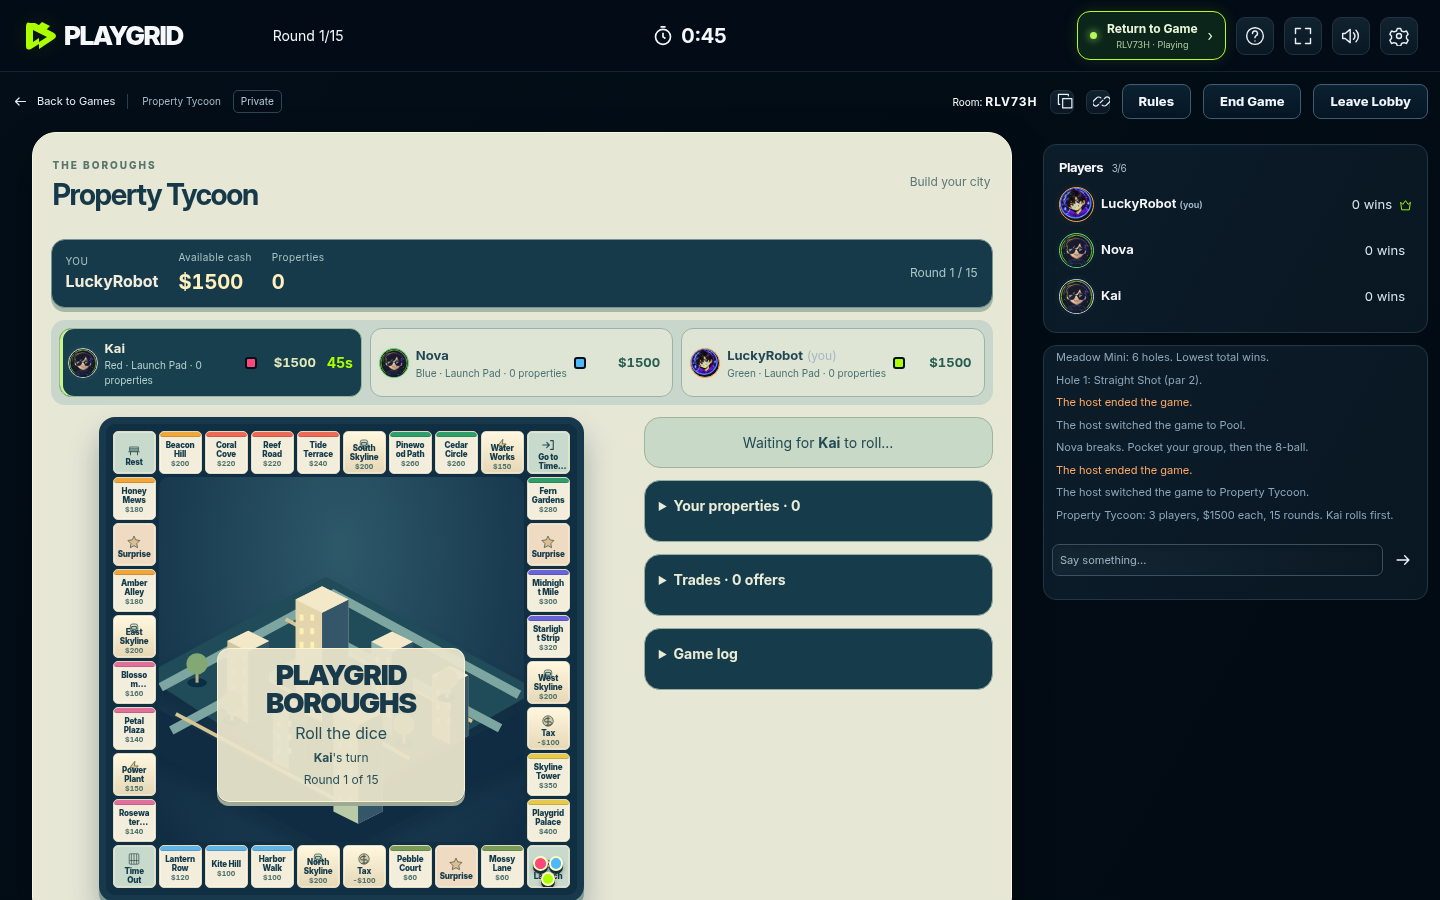 PLAYGRID
Round 1/15
0:45
Return to Game
RLV73H · Playing
Back to Games
Property Tycoon
Private
Room: RLV73H
Rules
End Game
Leave Lobby
THE BOROUGHS
Property Tycoon
Build your city
YOU
LuckyRobot
Available cash
$1500
Properties
0
Round 1 / 15
Kai
Red · Launch Pad · 0
properties
$1500
45s
Nova
Blue · Launch Pad · 0 properties
$1500
LuckyRobot (you)
Green · Launch Pad · 0 properties
$1500
Rest
Beacon
Hill
$200
Coral
Cove
$220
Reef
Road
$220
Tide
Terrace
$240
South
Skyline
$200
Pinewo
od Path
$260
Cedar
Circle
$260
Water
Works
$150
Go to
Time...
Honey
Mews
$180
Fern
Gardens
$280
Surprise
Surprise
Amber
Alley
$180
Midnigh
t Mile
$300
East
Skyline
$200
Starligh
t Strip
$320
Blosso
m...
$160
West
Skyline
$200
Petal
Plaza
$140
Tax
-$100
Power
Plant
$150
Skyline
Tower
$350
Rosewa
ter...
$140
Playgrid
Palace
$400
PLAYGRID
BOROUGHS
Roll the dice
Kai's turn
Round 1 of 15
Time
Out
Lantern
Row
$120
Kite Hill
$100
Harbor
Walk
$100
North
Skyline
$200
Tax
-$100
Pebble
Court
$60
Surprise
Mossy
Lane
$60
Waiting for Kai to roll...
Your properties · 0
Trades · 0 offers
Game log
Players 3/6
LuckyRobot (you)
0 wins
Nova
0 wins
Kai
0 wins
Meadow Mini: 6 holes. Lowest total wins.
Hole 1: Straight Shot (par 2).
The host ended the game.
The host switched the game to Pool.
Nova breaks. Pocket your group, then the 8-ball.
The host ended the game.
The host switched the game to Property Tycoon.
Property Tycoon: 3 players, $1500 each, 15 rounds. Kai rolls first.
Say something...